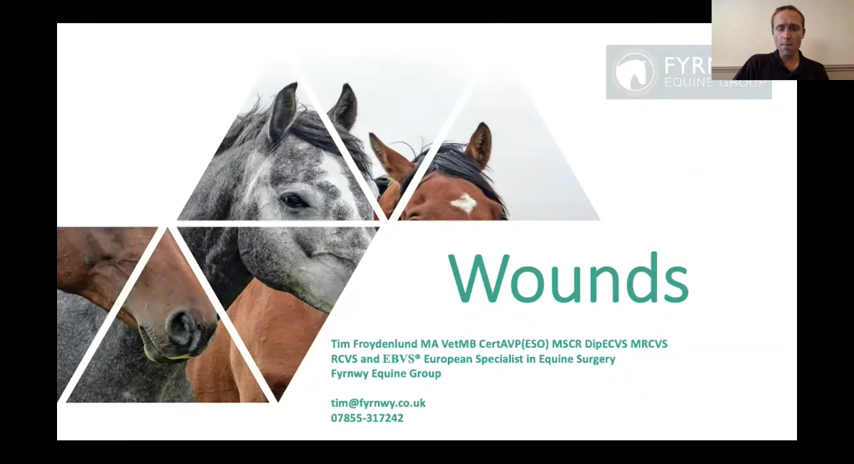 FYRN
EQUINE GROUP
Wounds
Tim Froydenlund MA VetMB CertAVP(ESO) MSCR DipECVS MRCVS
RCVS and EBVS® European Specialist in Equine Surgery
Fyrnwy Equine Group
tim@fyrnwy.co.uk
07855-317242